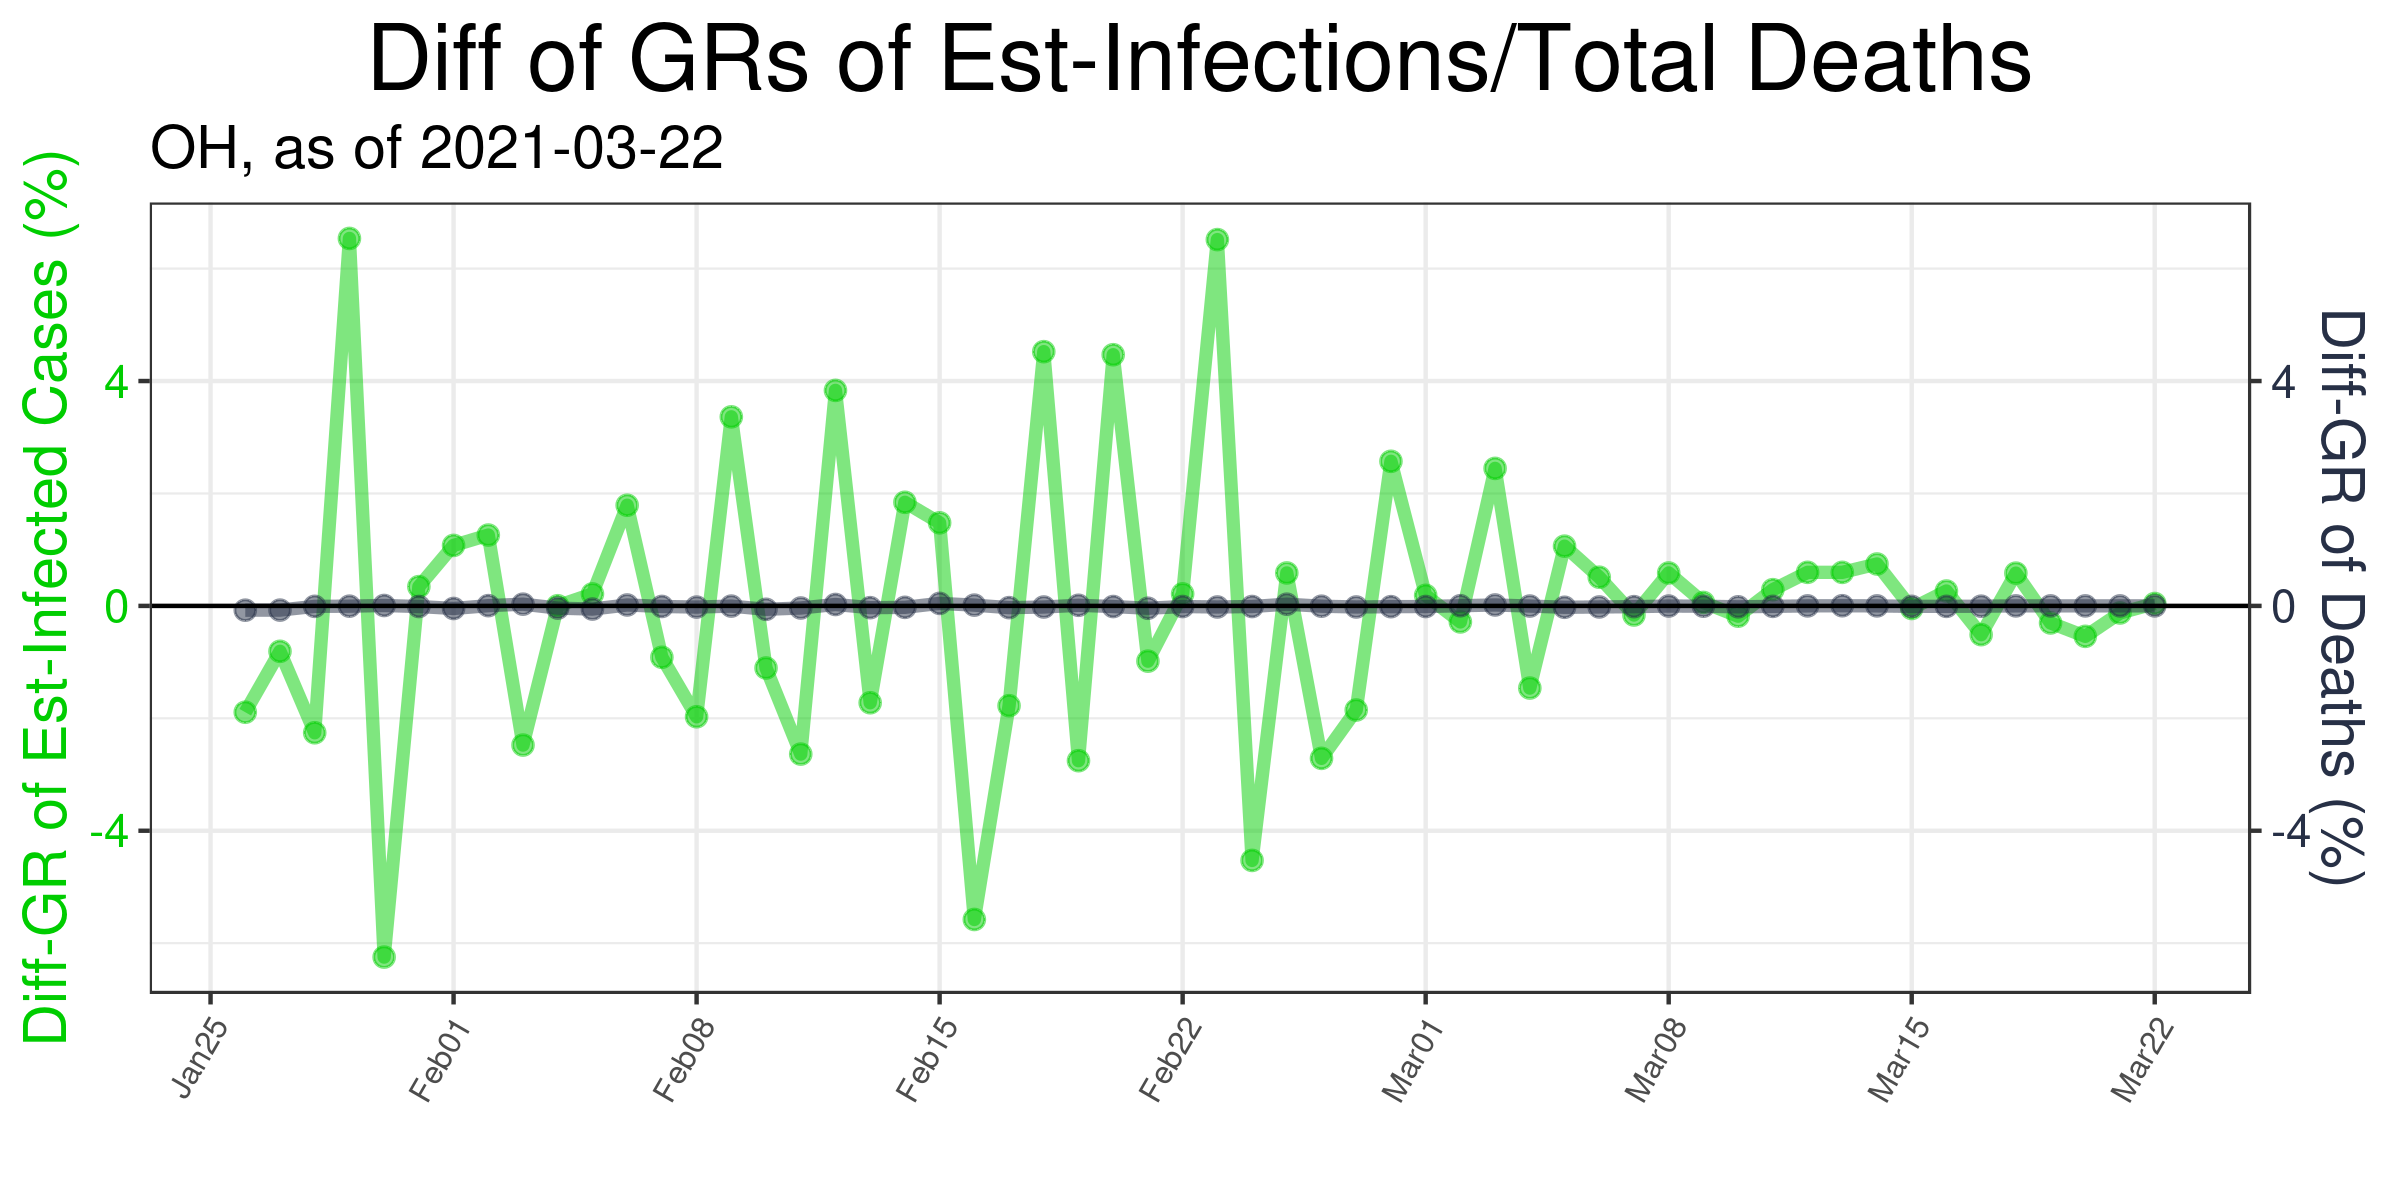 Diff of GRs of Est-Infections/Total Deaths
OH, as of 2021-03-22
Diff-GR of Est-Infected Cases (%)
4
0
-4
4
0
-4
Diff-GR of Deaths (%)
Jan25
Feb01
Feb08
Feb15
Feb22
Mar01
Mar08
Mar15
Mar22